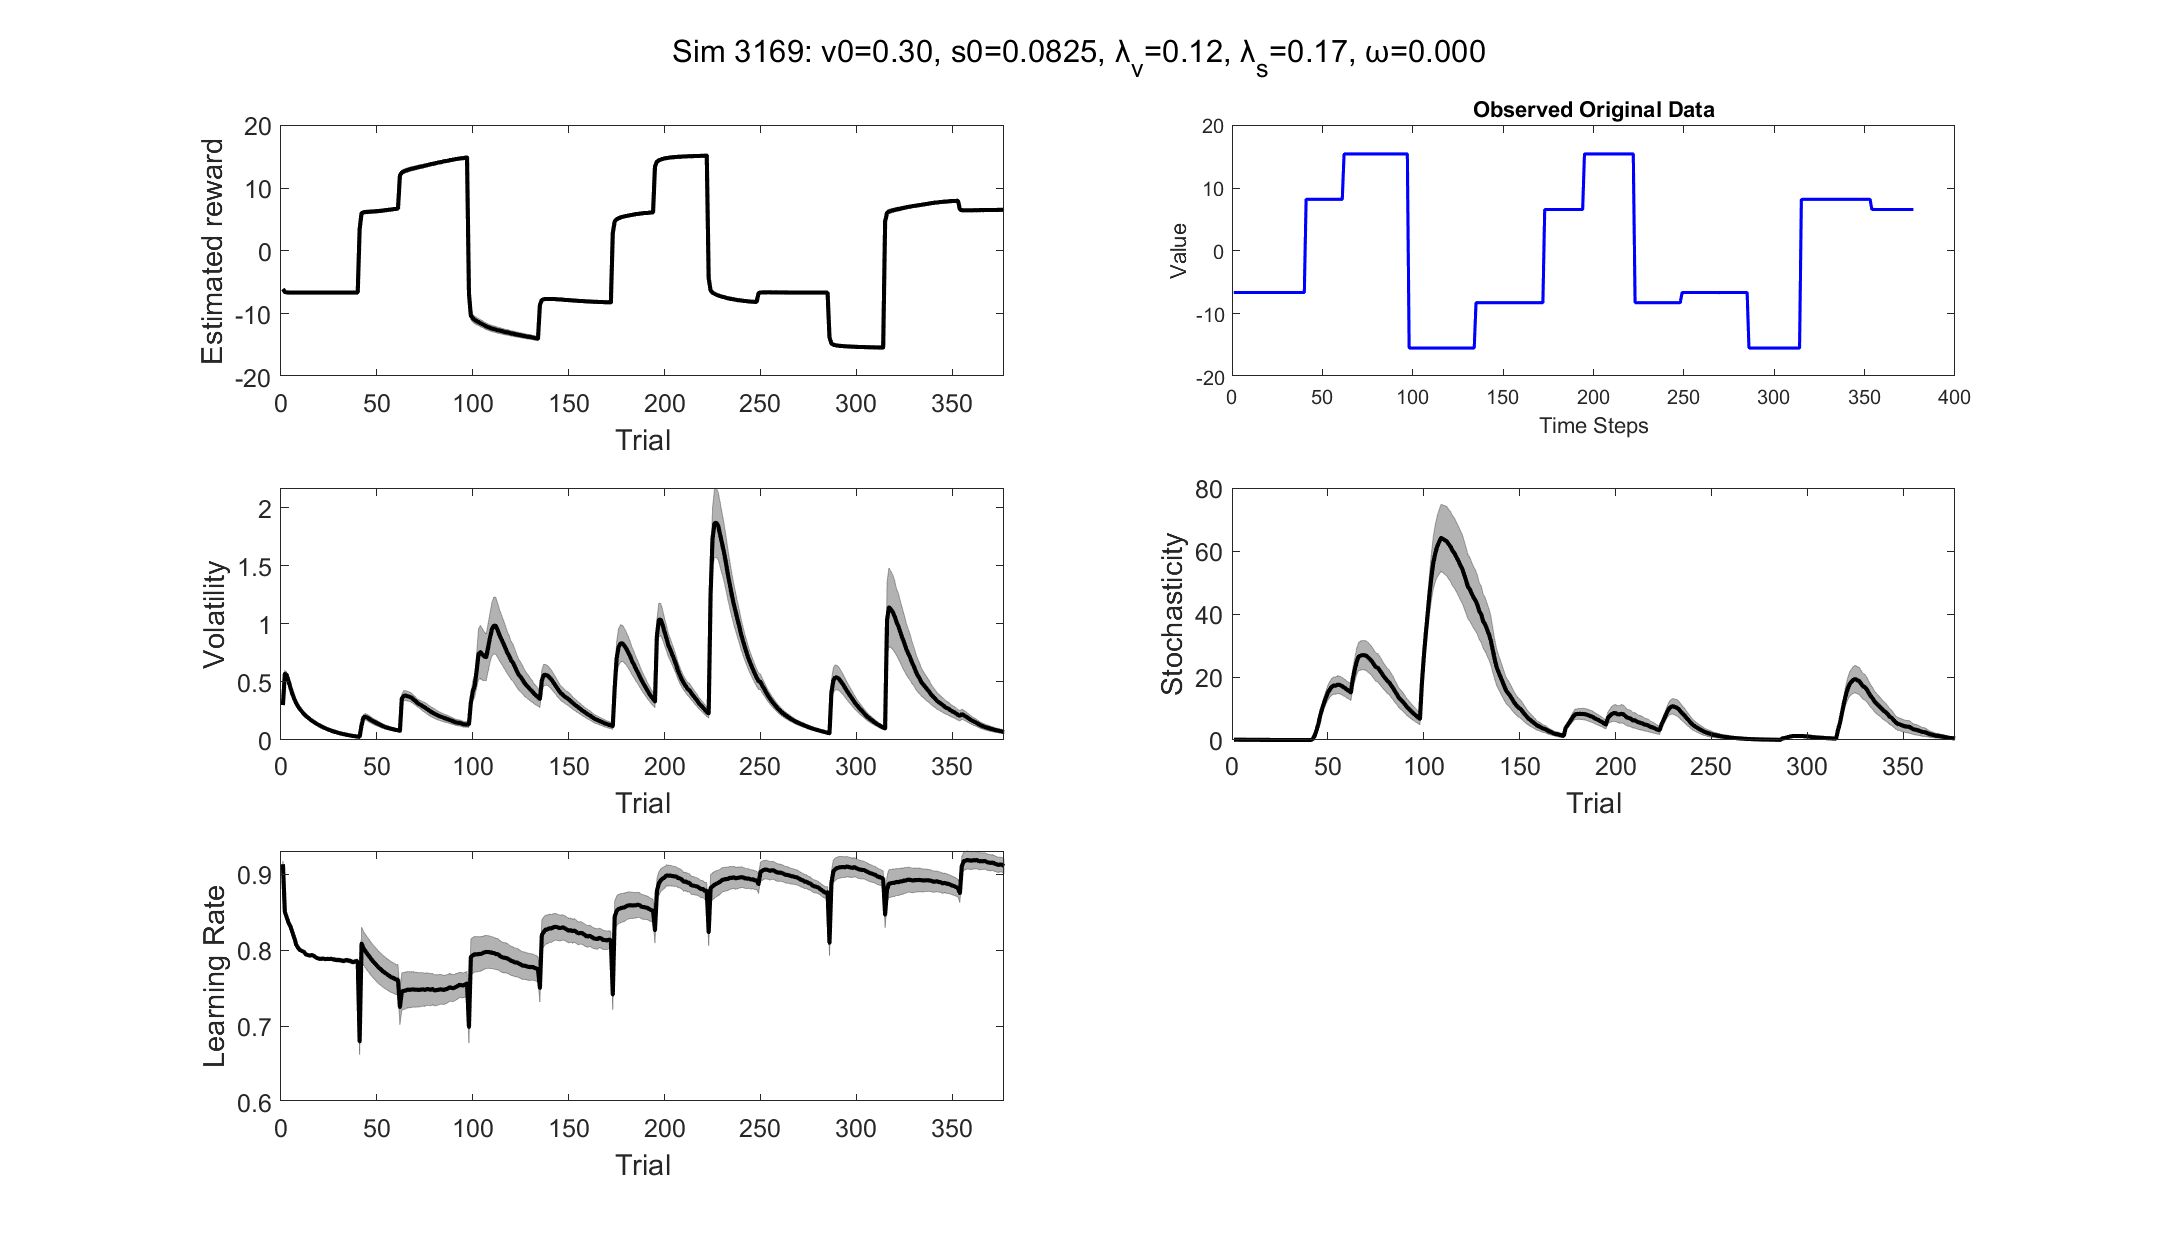 Sim 3169: v0=0.30, s0=0.0825, λv=0.12, λs=0.17, ω=0.000
Estimated reward
20
10
0
-10
-20
0 50 100 150 200 250 300 350
Trial
Observed Original Data
Value
20
10
0
-10
-20
0 50 100 150 200 250 300 350 400
Time Steps
Volatility
2
1.5
1
0.5
0
0 50 100 150 200 250 300 350
Trial
Stochasticity
80
60
40
20
0
0 50 100 150 200 250 300 350
Trial
Learning Rate
0.9
0.8
0.7
0.6
0 50 100 150 200 250 300 350
Trial